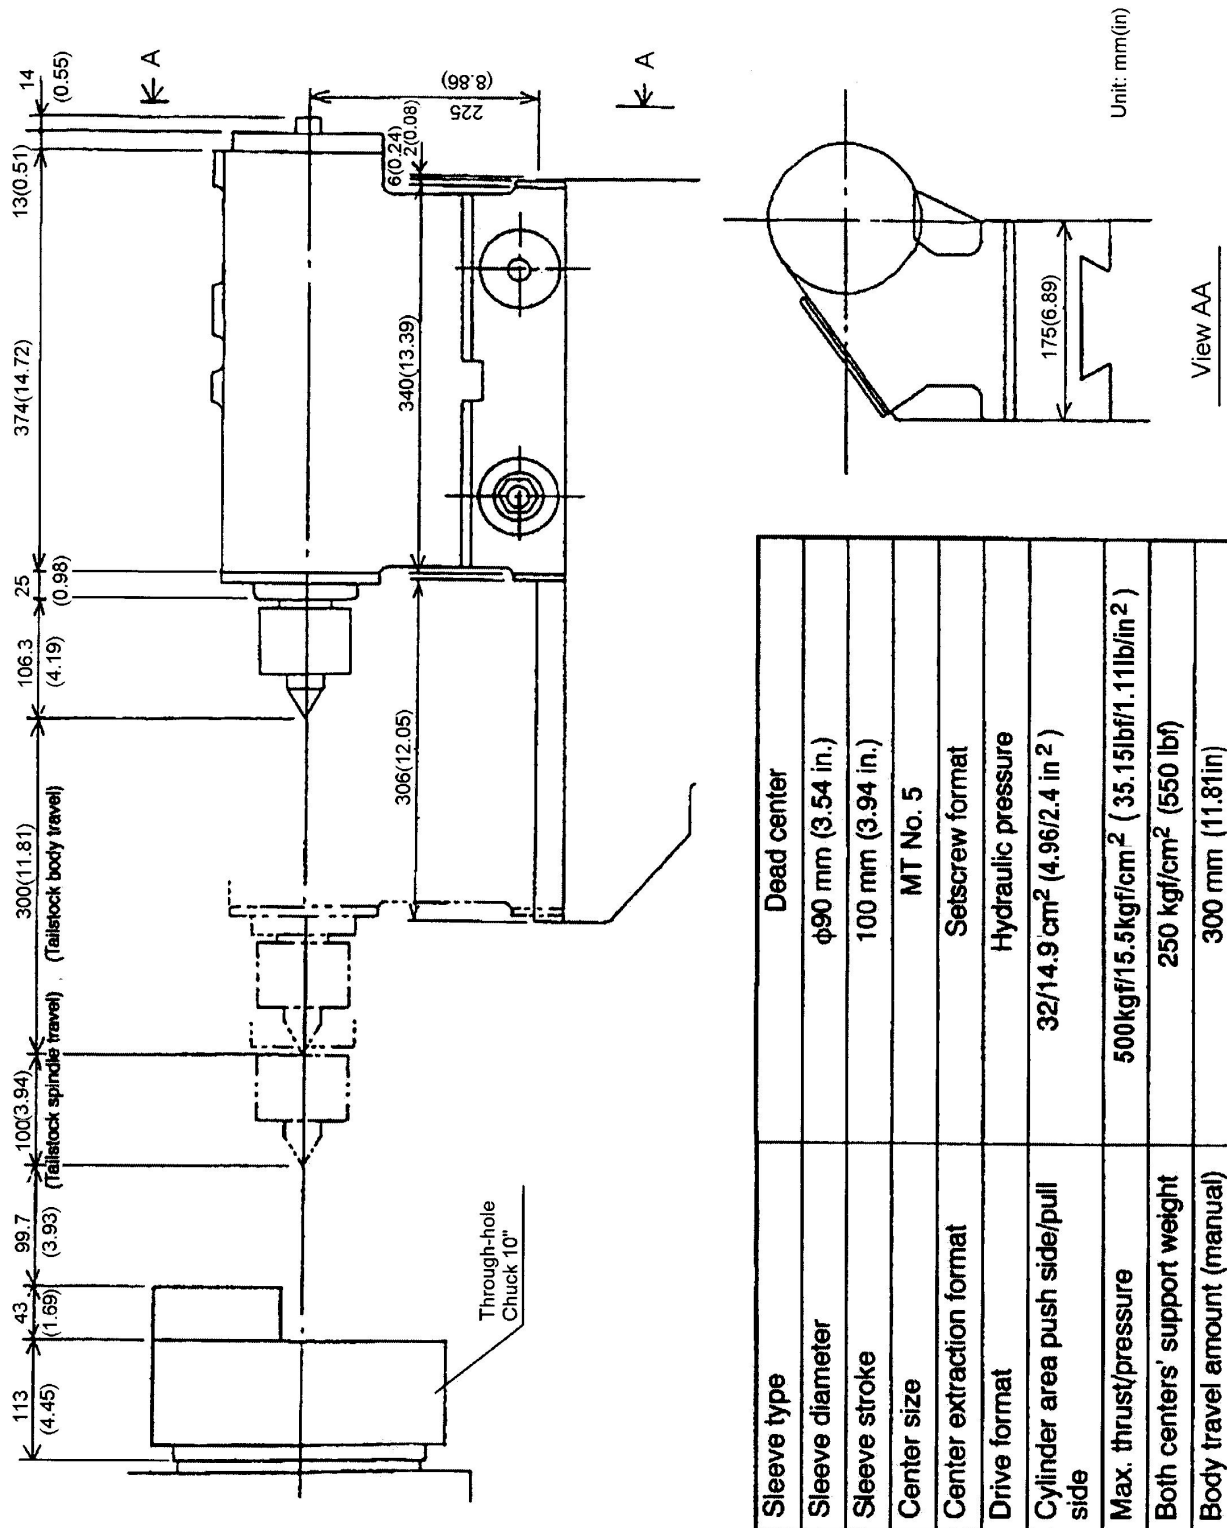 113
(4.45)
43
(1.69)
99.7
(3.93)
100(3.94)
(Tailstock spindle travel)
300(11.81)
(Tailstock body travel)
106.3
(4.19)
25
(0.98)
374(14.72)
13(0.51)
14
(0.55)
A
A
225
(8.86)
6(0.24)
2(0.08)
340(13.39)
306(12.05)
Through-hole
Chuck 10"
Unit: mm(in)
175(6.89)
View AA
Sleeve type Dead center
Sleeve diameter φ90 mm (3.54 in.)
Sleeve stroke 100 mm (3.94 in.)
Center size MT No. 5
Center extraction format Setscrew format
Drive format Hydraulic pressure
Cylinder area push side/pull
side 32/14.9 cm² (4.96/2.4 in²)
Max. thrust/pressure 500kgf/15.5kgf/cm² (35.15lbf/1.11lb/in²)
Both centers' support weight 250 kgf/cm² (550 lbf)
Body travel amount (manual) 300 mm (11.81in)